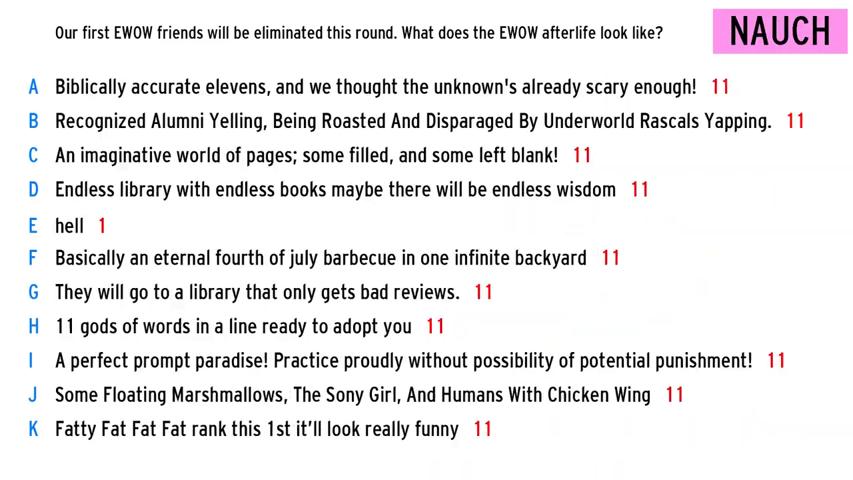 Our first EWOW friends will be eliminated this round. What does the EWOW afterlife look like?
NAUCH
A Biblically accurate elevens, and we thought the unknown's already scary enough! 11
B Recognized Alumni Yelling, Being Roasted And Disparaged By Underworld Rascals Yapping. 11
C An imaginative world of pages; some filled, and some left blank! 11
D Endless library with endless books maybe there will be endless wisdom 11
E hell 1
F Basically an eternal fourth of july barbecue in one infinite backyard 11
G They will go to a library that only gets bad reviews. 11
H 11 gods of words in a line ready to adopt you 11
I A perfect prompt paradise! Practice proudly without possibility of potential punishment! 11
J Some Floating Marshmallows, The Sony Girl, And Humans With Chicken Wing 11
K Fatty Fat Fat Fat rank this 1st it’ll look really funny 11